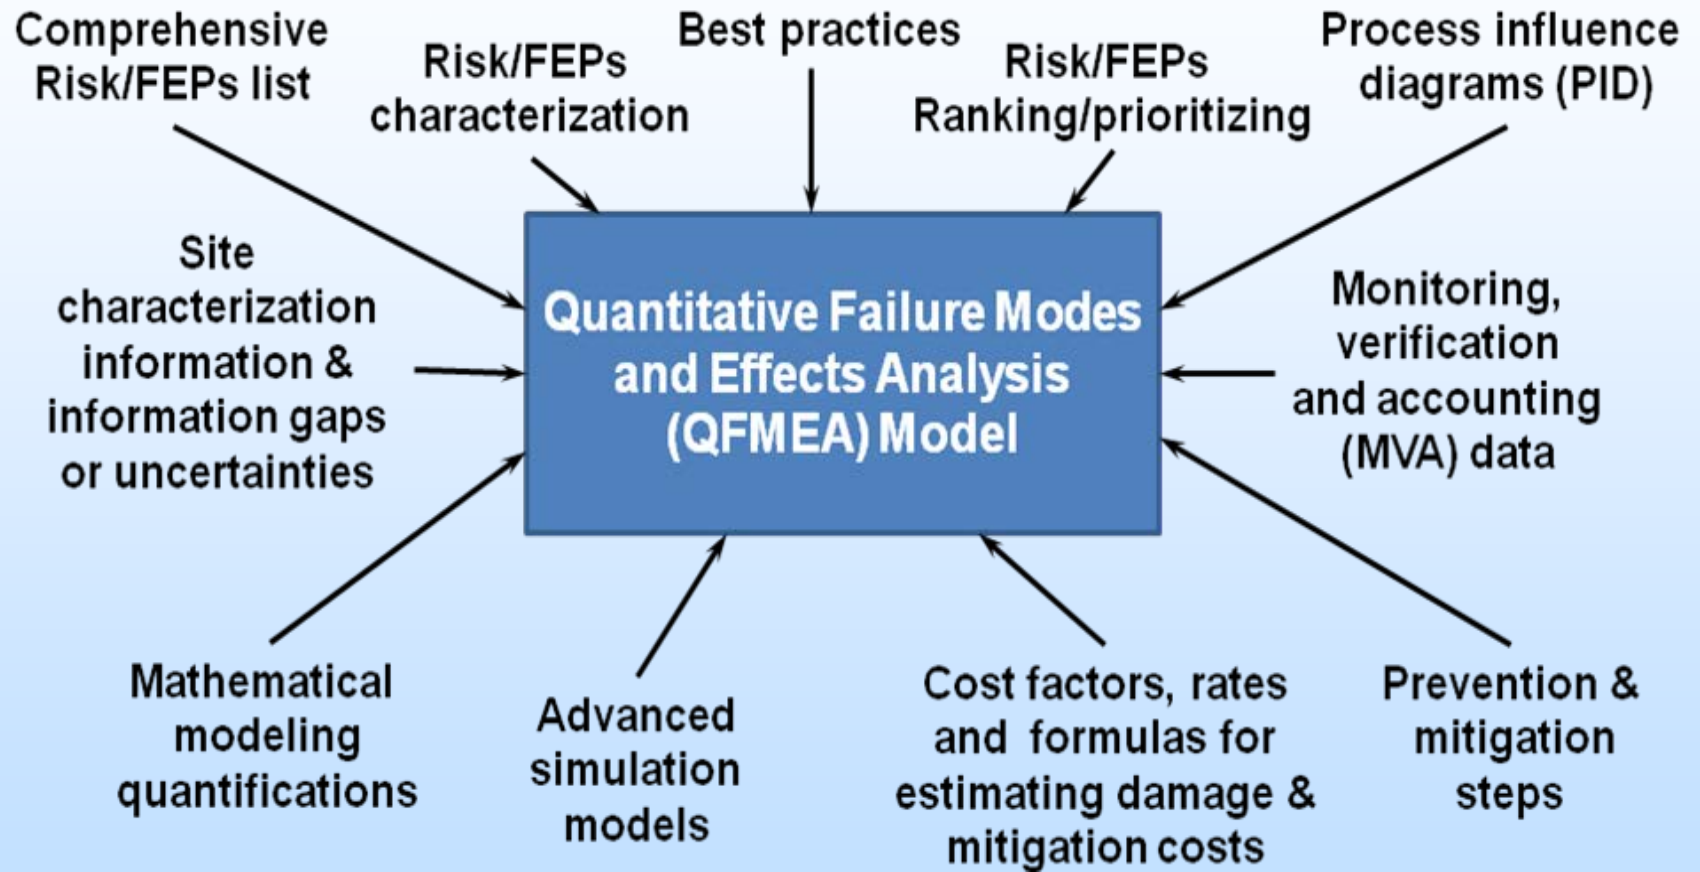 Comprehensive
Risk/FEPs list
Risk/FEPs
characterization
Best practices
Risk/FEPs
Ranking/prioritizing
Process influence
diagrams (PID)
Site
characterization
information &
information gaps
or uncertainties
Quantitative Failure Modes
and Effects Analysis
(QFMEA) Model
Monitoring,
verification
and accounting
(MVA) data
Mathematical
modeling
quantifications
Advanced
simulation
models
Cost factors, rates
and formulas for
estimating damage &
mitigation costs
Prevention &
mitigation
steps